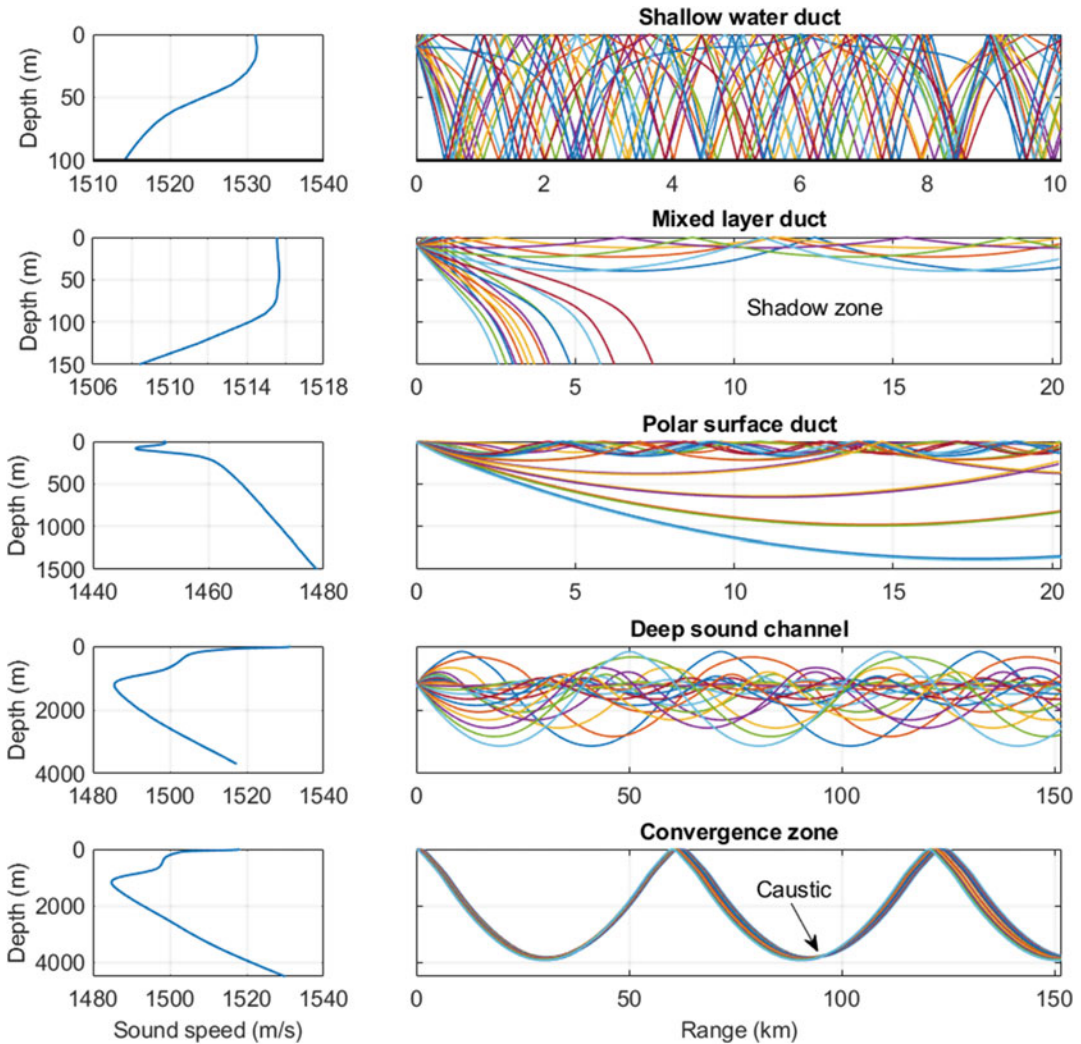 Shallow water duct
Depth (m)
0
50
100
1510 1520 1530 1540
0 2 4 6 8 10
Mixed layer duct
Depth (m)
0
50
100
150
1506 1510 1514 1518
Shadow zone
0 5 10 15 20
Polar surface duct
Depth (m)
0
500
1000
1500
1440 1460 1480
0 5 10 15 20
Deep sound channel
Depth (m)
0
2000
4000
1480 1500 1520 1540
0 50 100 150
Convergence zone
Depth (m)
0
2000
4000
Caustic
1480 1500 1520 1540
0 50 100 150
Sound speed (m/s)
Range (km)